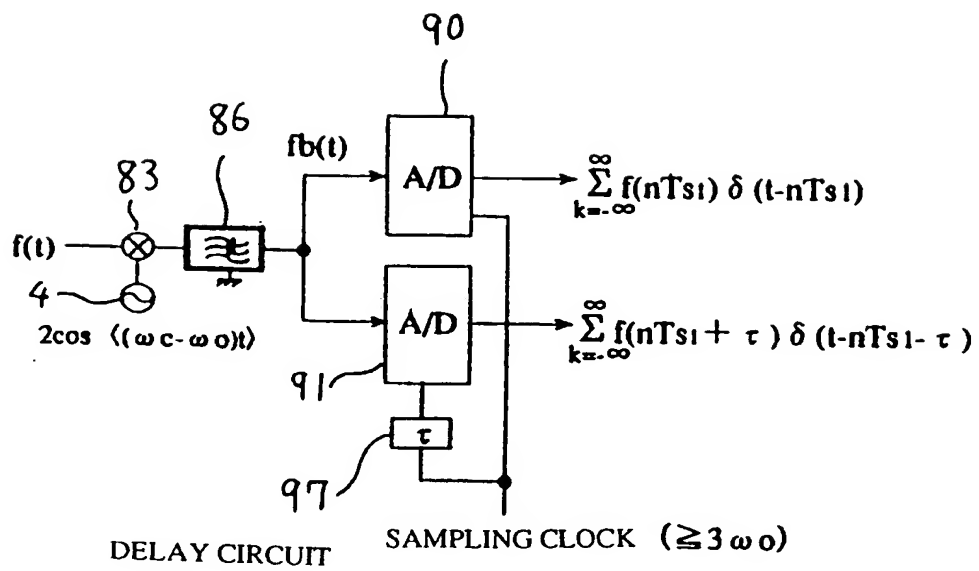 90
86
83
fb(t)
A/D
∞
Σ f(nTs1) δ (t-nTs1)
k=-∞
f(t)
4
2cos ((ωc-ωo)t)
A/D
∞
Σ f(nTs1+ τ) δ (t-nTs1- τ)
k=-∞
91
τ
97
DELAY CIRCUIT
SAMPLING CLOCK (≧3ωo)